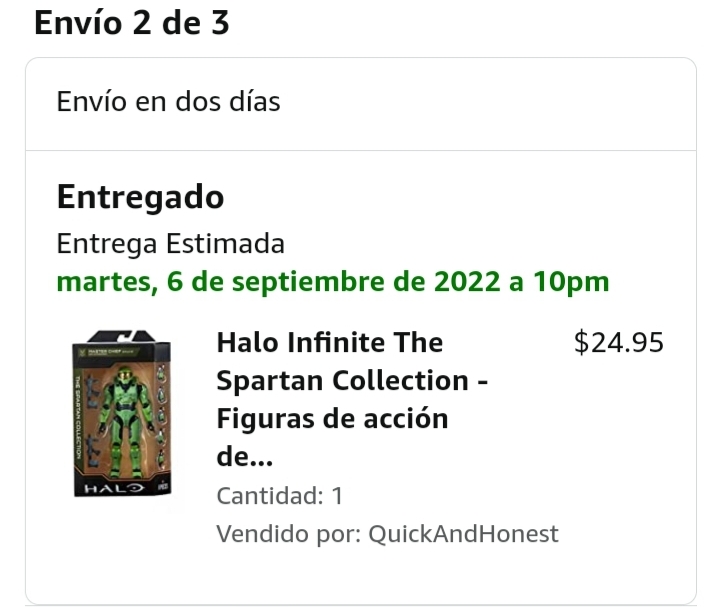 Envío 2 de 3
Envío en dos días
Entregado
Entrega Estimada
martes, 6 de septiembre de 2022 a 10pm
Halo Infinite The
Spartan Collection -
Figuras de acción
de...
$24.95
Cantidad: 1
Vendido por: QuickAndHonest
MASTER CHIEF
THE SPARTAN COLLECTION
HALO